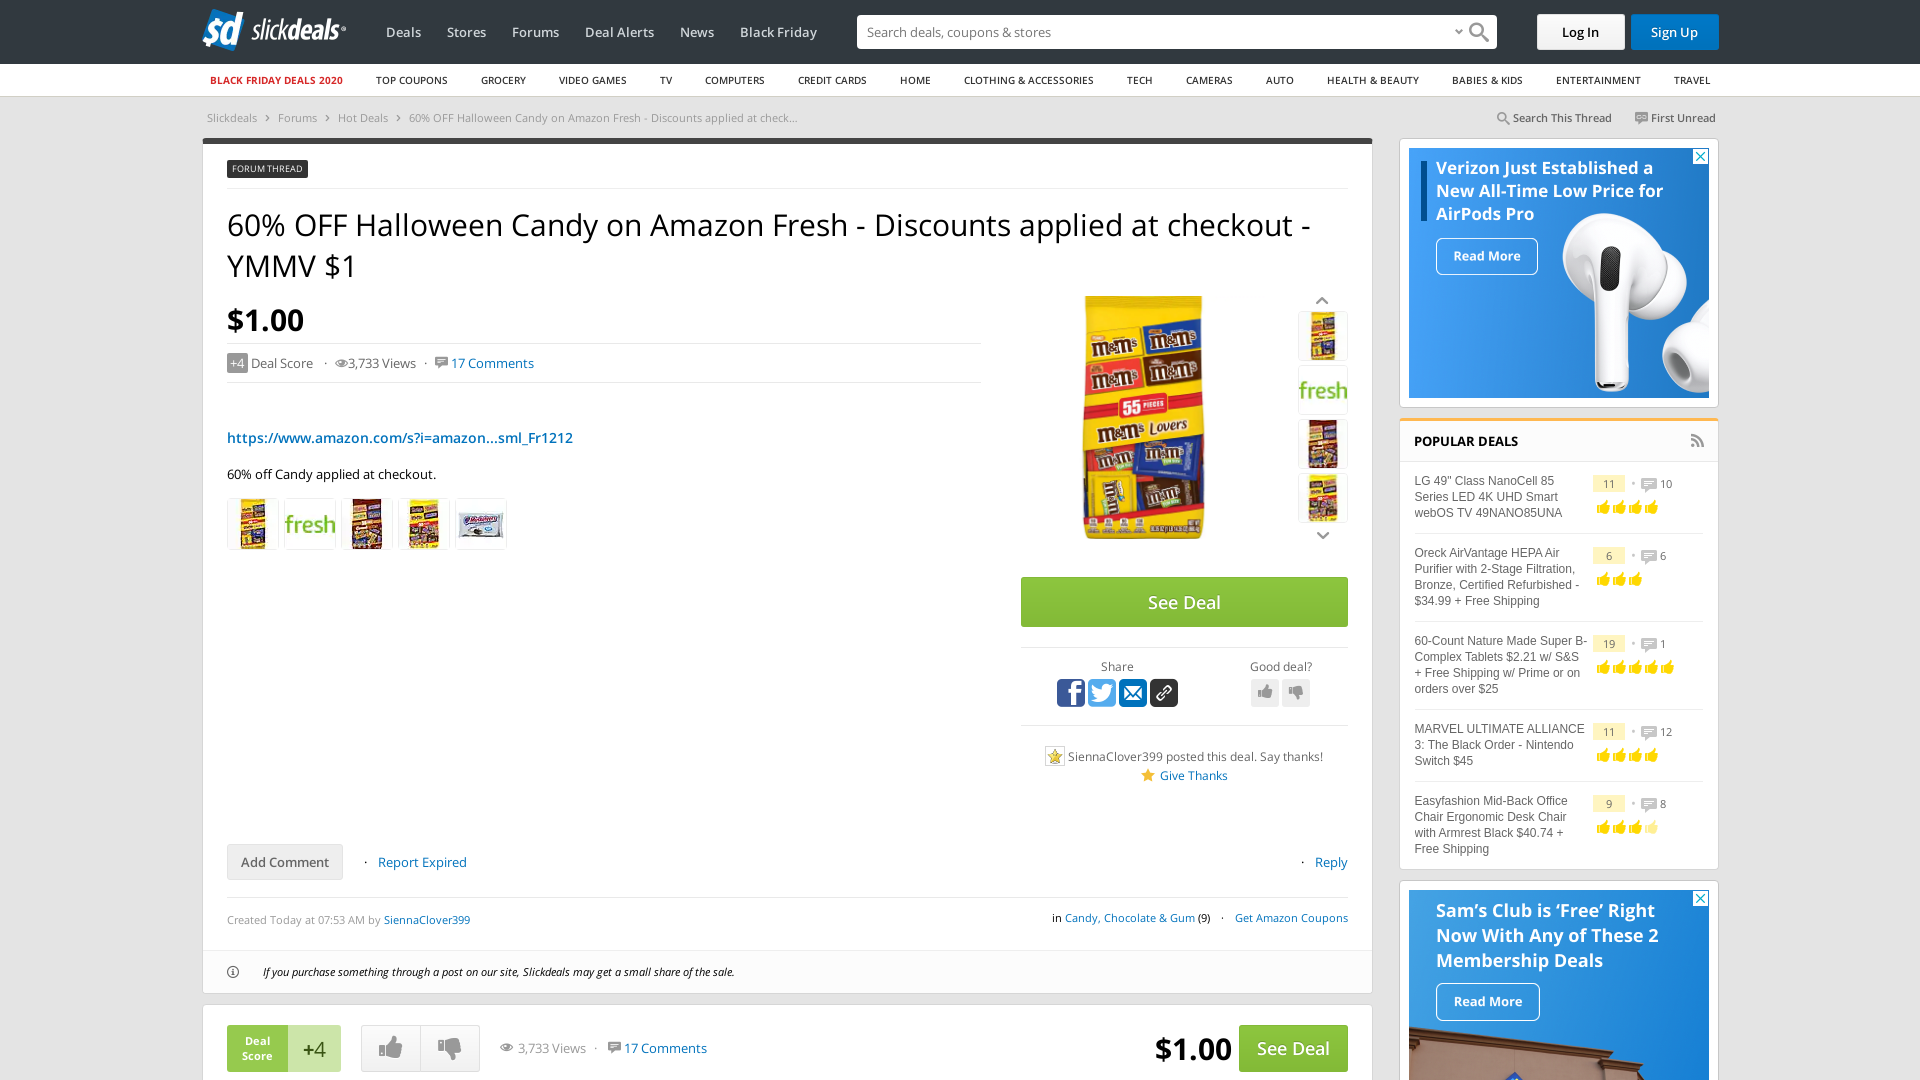 slickdeals
Deals
Stores
Forums
Deal Alerts
News
Black Friday
Search deals, coupons & stores
Log In
Sign Up
BLACK FRIDAY DEALS 2020
TOP COUPONS
GROCERY
VIDEO GAMES
TV
COMPUTERS
CREDIT CARDS
HOME
CLOTHING & ACCESSORIES
TECH
CAMERAS
AUTO
HEALTH & BEAUTY
BABIES & KIDS
ENTERTAINMENT
TRAVEL
Slickdeals › Forums › Hot Deals › 60% OFF Halloween Candy on Amazon Fresh - Discounts applied at check...
Search This Thread
First Unread
FORUM THREAD
60% OFF Halloween Candy on Amazon Fresh - Discounts applied at checkout -
YMMV $1
$1.00
+4 Deal Score · 3,733 Views · 17 Comments
https://www.amazon.com/s?i=amazon...sml_Fr1212
60% off Candy applied at checkout.
fresh
m&m's
m&m's
m&m's
m&m's
55 PIECES
m&m's Lovers
fresh
See Deal
Share
Good deal?
SiennaClover399 posted this deal. Say thanks!
Give Thanks
Add Comment
· Report Expired
· Reply
Created Today at 07:53 AM by SiennaClover399
in Candy, Chocolate & Gum (9) · Get Amazon Coupons
If you purchase something through a post on our site, Slickdeals may get a small share of the sale.
Deal
Score
+4
3,733 Views · 17 Comments
$1.00
See Deal
Verizon Just Established a
New All-Time Low Price for
AirPods Pro
Read More
POPULAR DEALS
LG 49" Class NanoCell 85
Series LED 4K UHD Smart
webOS TV 49NANO85UNA
11 • 10
Oreck AirVantage HEPA Air
Purifier with 2-Stage Filtration,
Bronze, Certified Refurbished -
$34.99 + Free Shipping
6 • 6
60-Count Nature Made Super B-
Complex Tablets $2.21 w/ S&S
+ Free Shipping w/ Prime or on
orders over $25
19 • 1
MARVEL ULTIMATE ALLIANCE
3: The Black Order - Nintendo
Switch $45
11 • 12
Easyfashion Mid-Back Office
Chair Ergonomic Desk Chair
with Armrest Black $40.74 +
Free Shipping
9 • 8
Sam's Club is ‘Free’ Right
Now With Any of These 2
Membership Deals
Read More